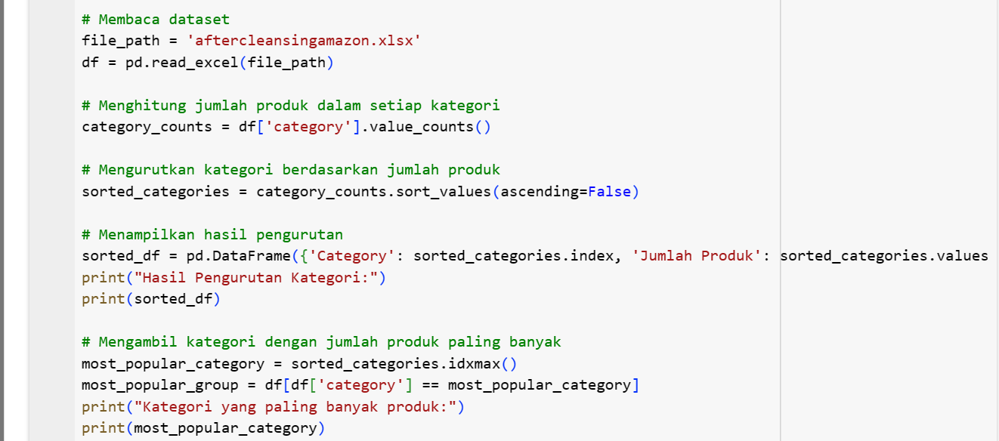 # Membaca dataset
file_path = 'aftercleansingamazon.xlsx'
df = pd.read_excel(file_path)
# Menghitung jumlah produk dalam setiap kategori
category_counts = df['category'].value_counts()
# Mengurutkan kategori berdasarkan jumlah produk
sorted_categories = category_counts.sort_values(ascending=False)
# Menampilkan hasil pengurutan
sorted_df = pd.DataFrame({'Category': sorted_categories.index, 'Jumlah Produk': sorted_categories.values
print("Hasil Pengurutan Kategori:")
print(sorted_df)
# Mengambil kategori dengan jumlah produk paling banyak
most_popular_category = sorted_categories.idxmax()
most_popular_group = df[df['category'] == most_popular_category]
print("Kategori yang paling banyak produk:")
print(most_popular_category)